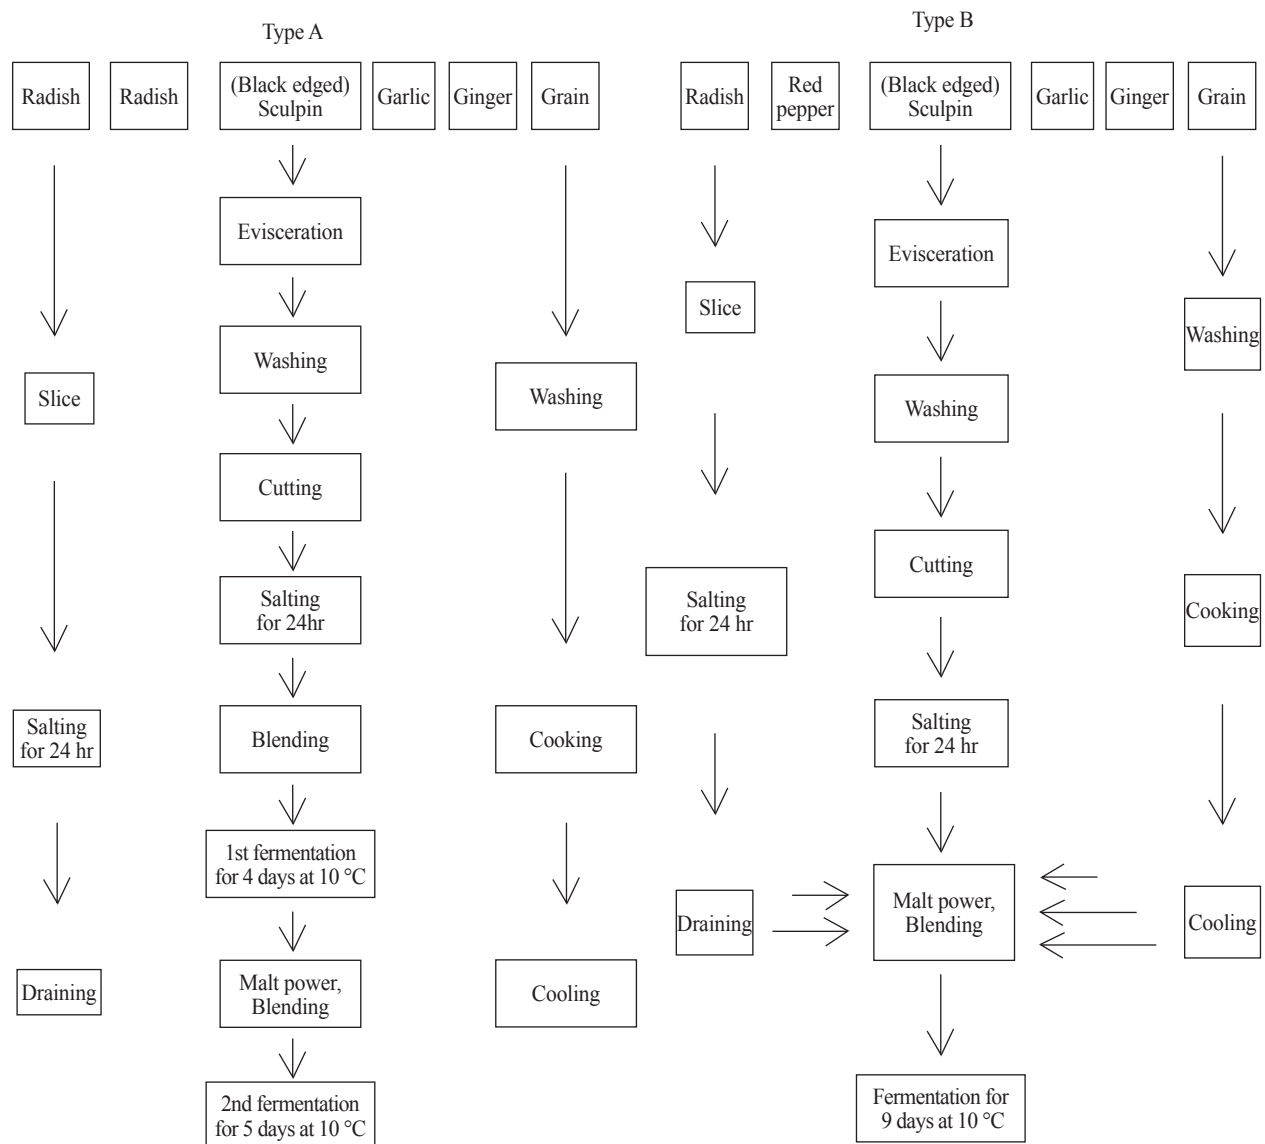 Type A
Radish
Radish
(Black edged)
Sculpin
Garlic
Ginger
Grain
Evisceration
Washing
Slice
Washing
Cutting
Salting
for 24hr
Salting
for 24 hr
Blending
Cooking
1st fermentation
for 4 days at 10 °C
Draining
Malt power,
Blending
Cooling
2nd fermentation
for 5 days at 10 °C
Type B
Radish
Red
pepper
(Black edged)
Sculpin
Garlic
Ginger
Grain
Evisceration
Slice
Washing
Washing
Cutting
Salting
for 24 hr
Cooking
Salting
for 24 hr
Draining
Malt power,
Blending
Cooling
Fermentation for
9 days at 10 °C